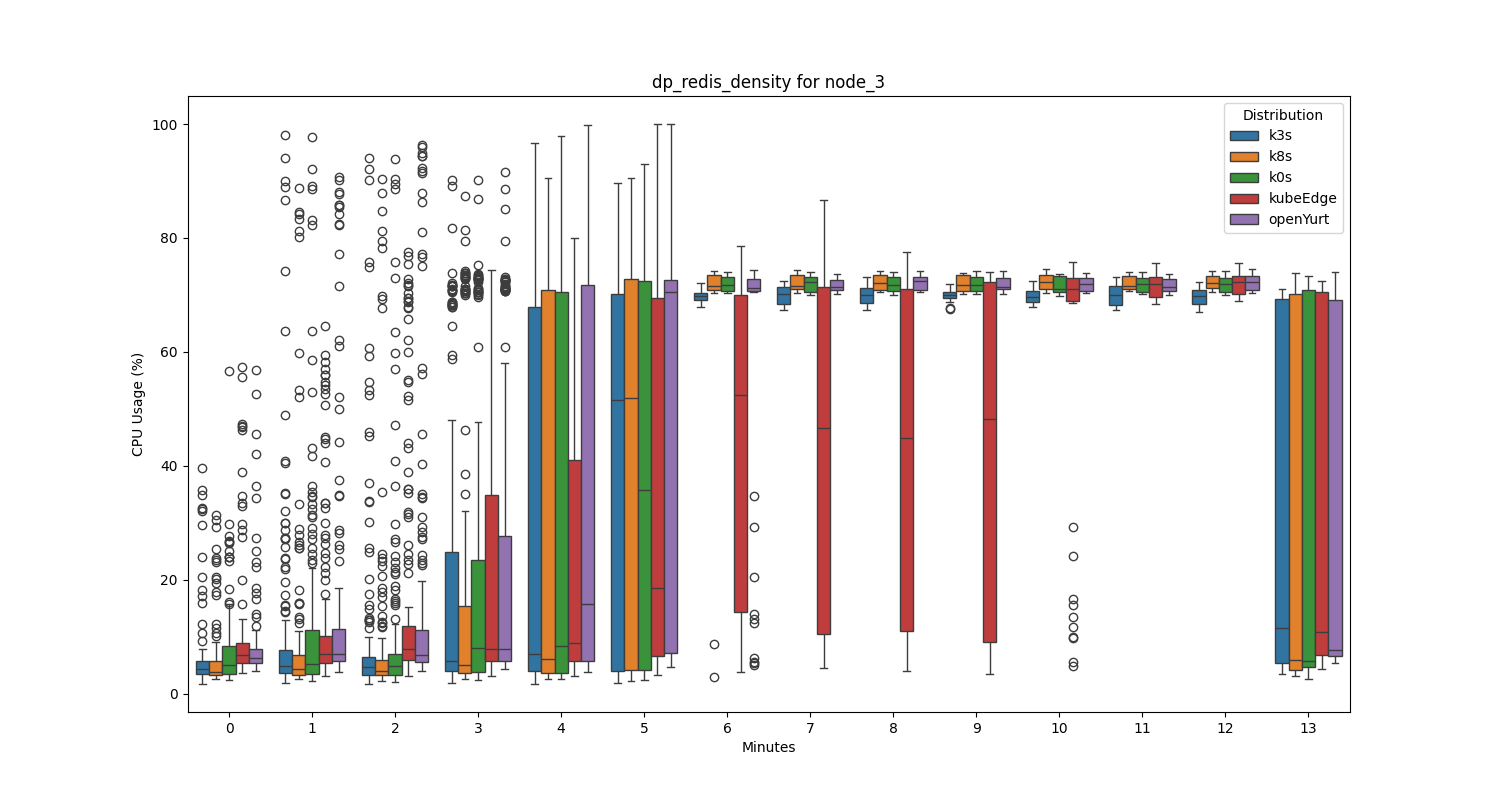 dp_redis_density for node_3
Distribution
k3s
k8s
k0s
kubeEdge
openYurt
CPU Usage (%)
100
80
60
40
20
0
0 1 2 3 4 5 6 7 8 9 10 11 12 13
Minutes